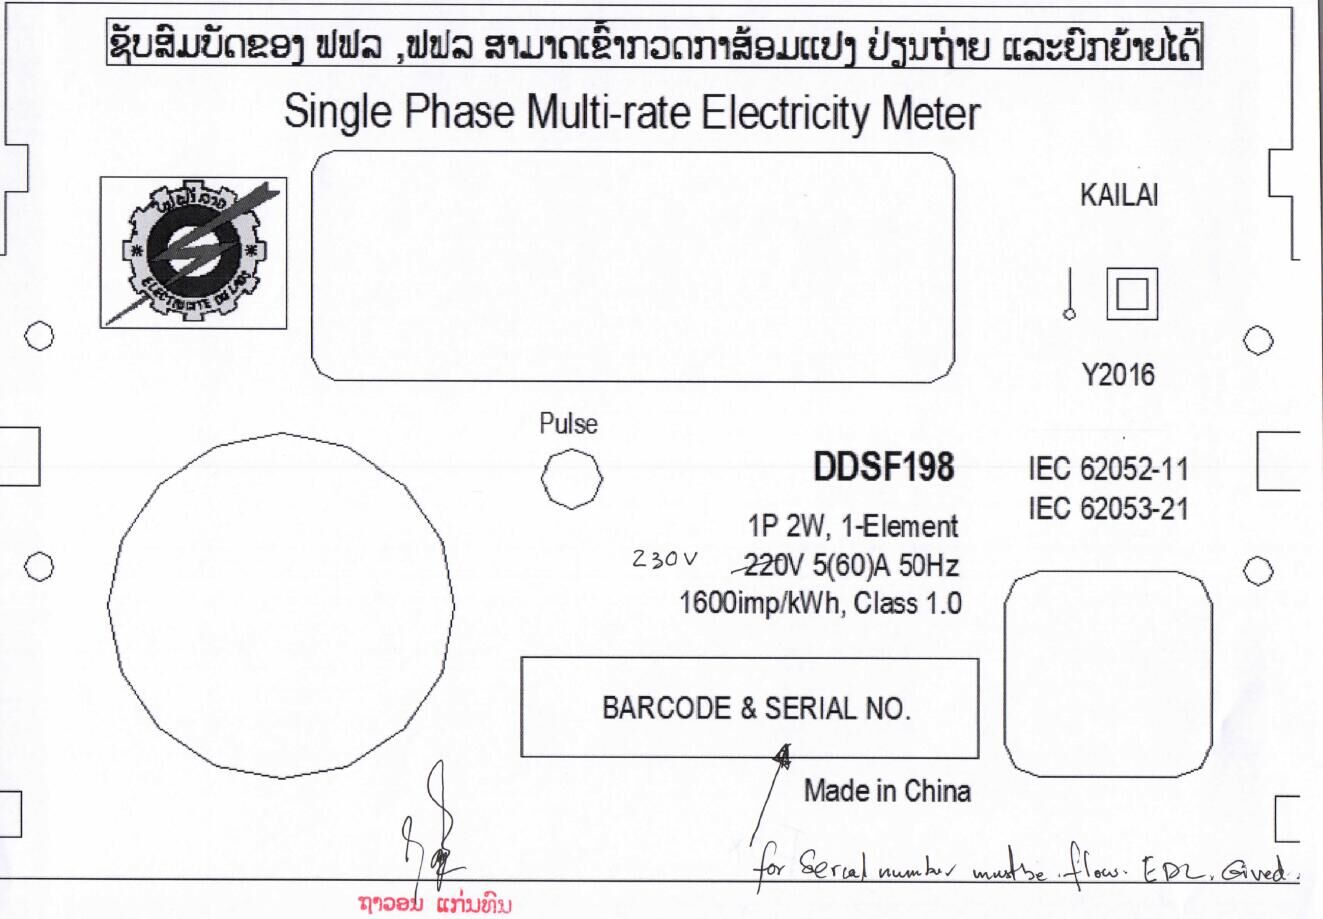 ຊັບສິມບັດຂອງ ຟຟລ ,ຟຟລ ສາມາດເຂົ້າກວດກາສ້ອມແປງ ປ່ຽນຖ່າຍ ແລະຍົກຍ້າຍໄດ້
Single Phase Multi-rate Electricity Meter
ໄຟຟ້າລາວ
ELECTRICITE DU LAOS
KAILAI
Y2016
Pulse
DDSF198
IEC 62052-11
IEC 62053-21
1P 2W, 1-Element
230V 220V 5(60)A 50Hz
1600imp/kWh, Class 1.0
BARCODE & SERIAL NO.
Made in China
for Serial number must be flow. EDL. Gived.
ຖາວອນ ແກ່ນທິນ